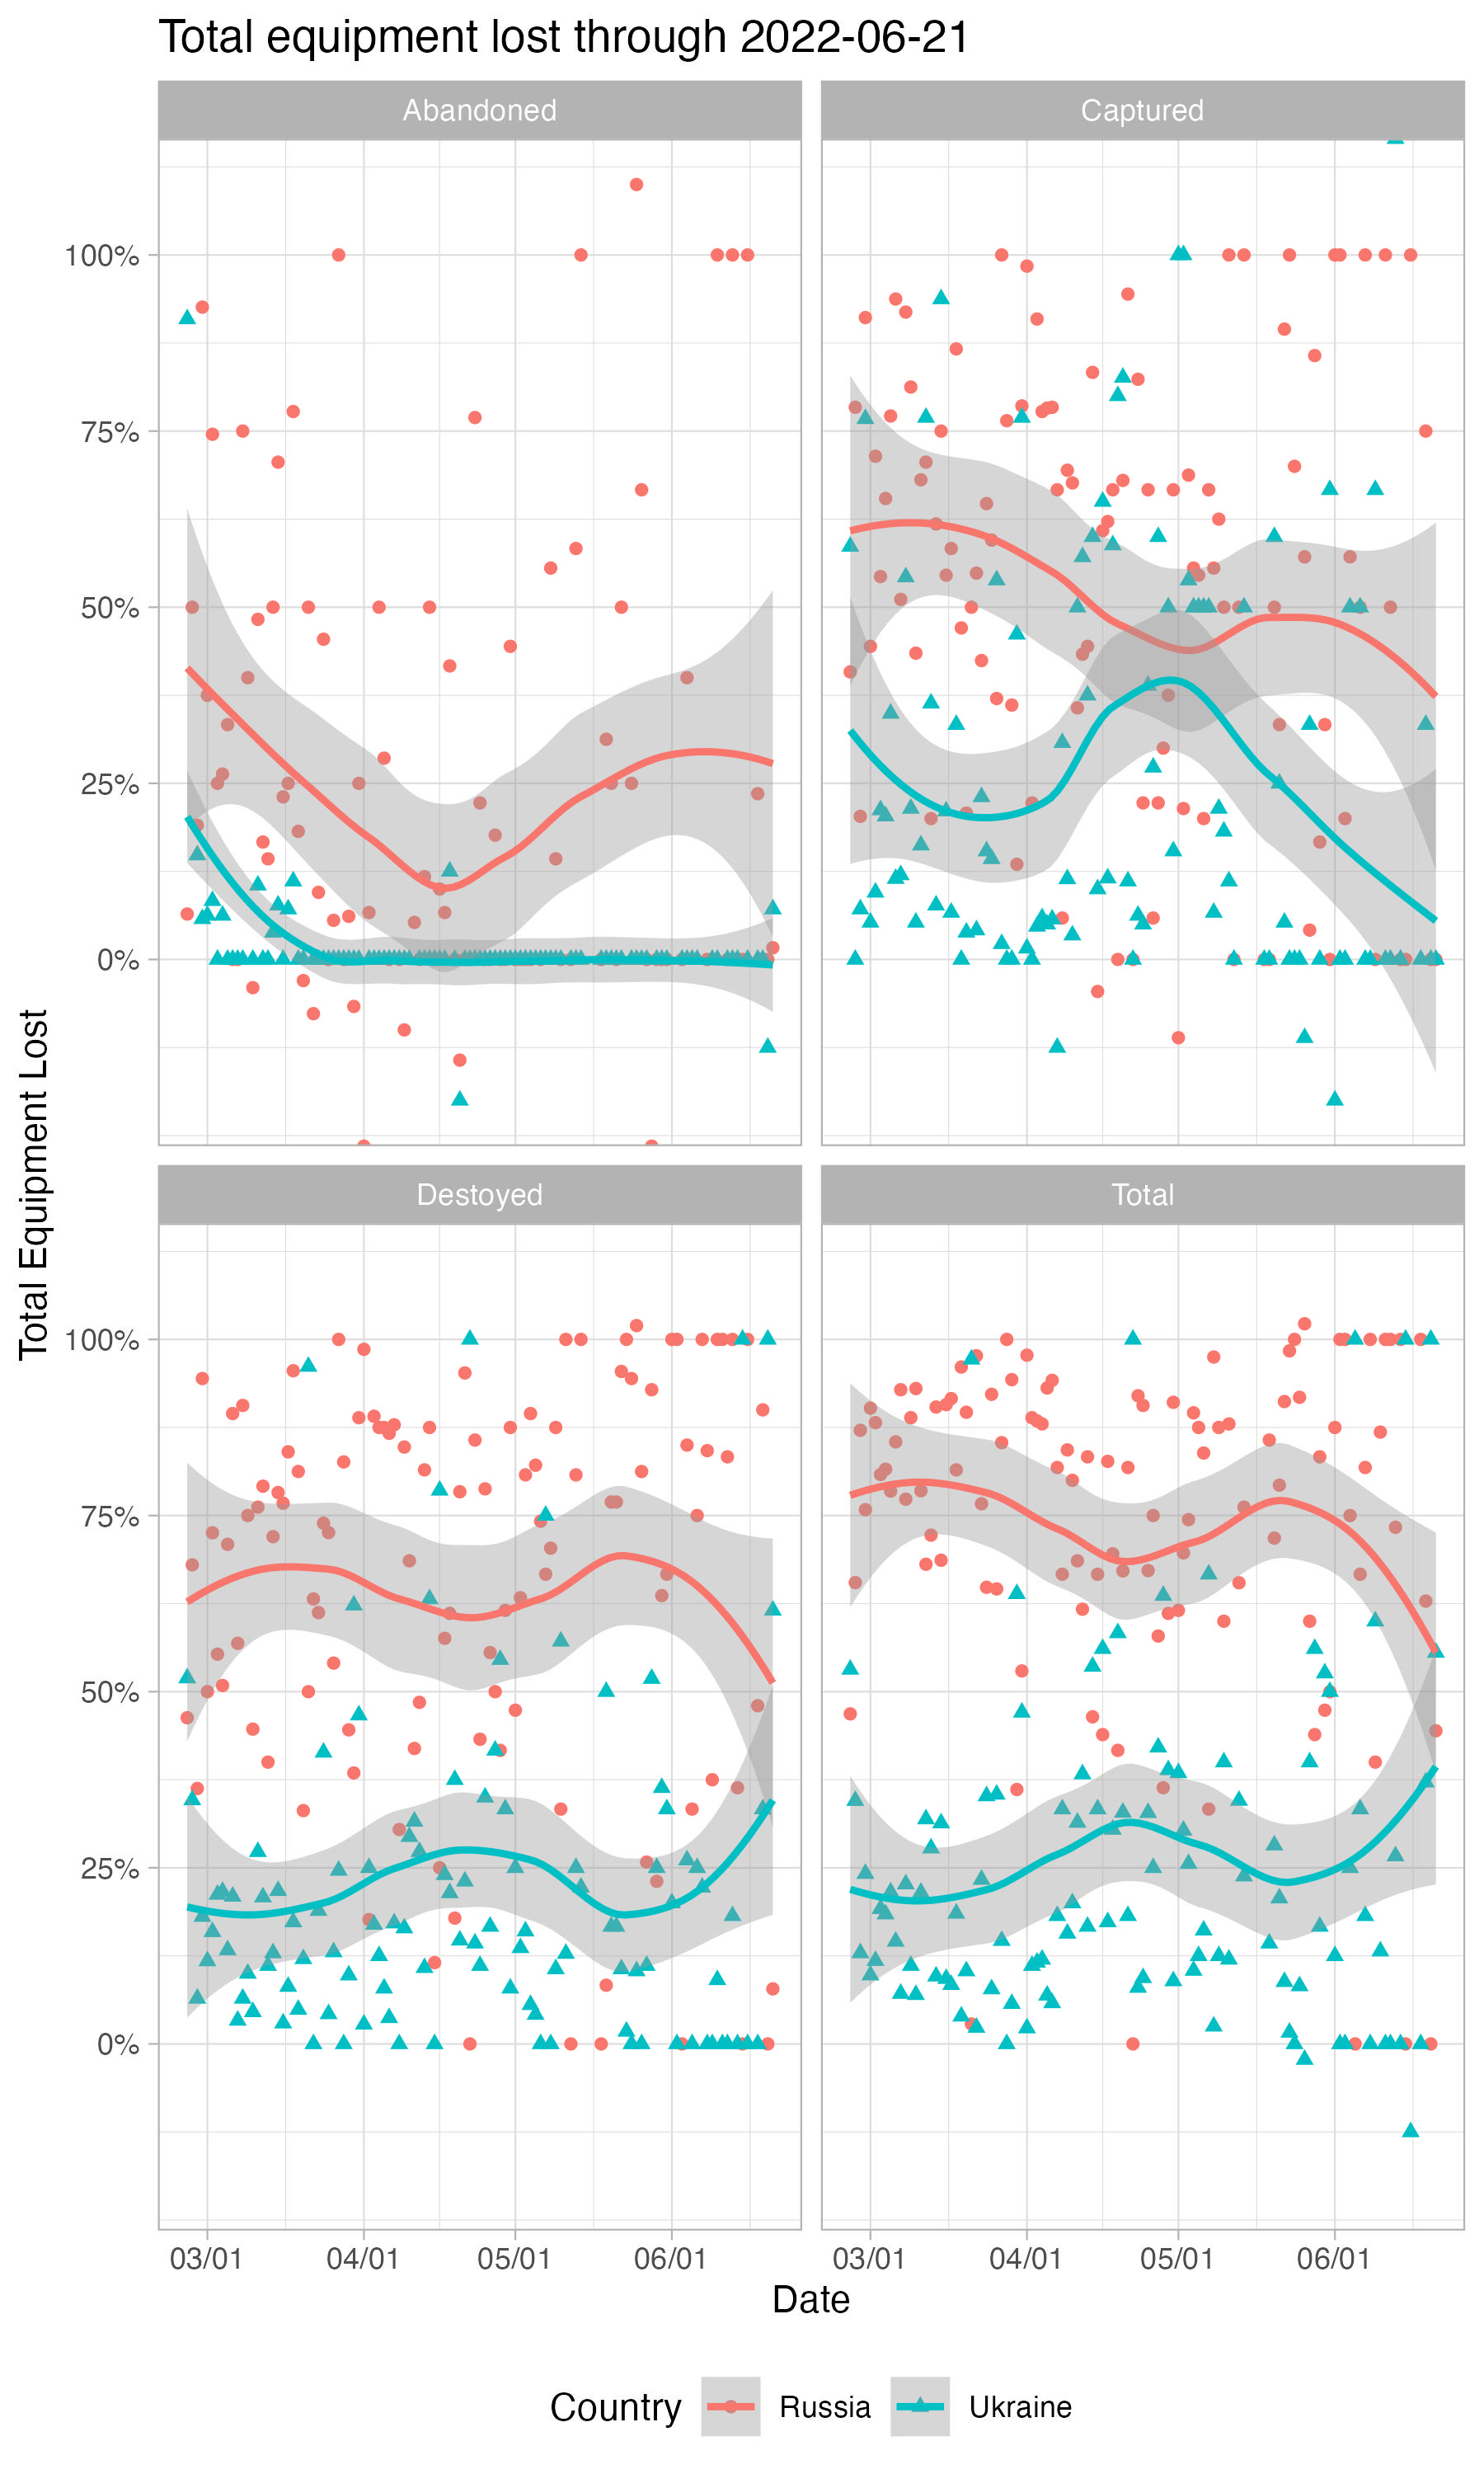 Total equipment lost through 2022-06-21
Abandoned
Captured
100%
75%
50%
25%
0%
Destoyed
Total
100%
75%
50%
25%
0%
Total Equipment Lost
03/01
04/01
05/01
06/01
03/01
04/01
05/01
06/01
Date
Country
Russia
Ukraine